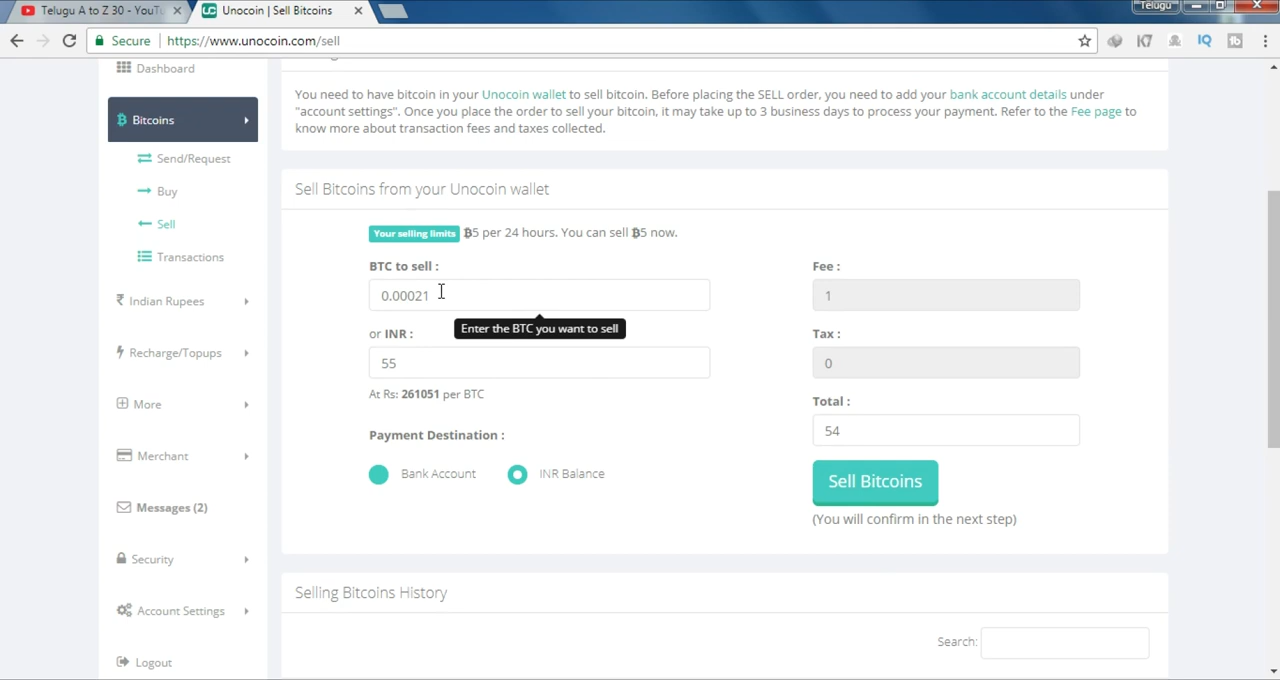 Telugu A to Z 30 - YouTu
Unocoin | Sell Bitcoins
Telugu
Secure
https://www.unocoin.com/sell
K7
IQ
Dashboard
Bitcoins
Send/Request
Buy
Sell
Transactions
Indian Rupees
Recharge/Topups
More
Merchant
Messages (2)
Security
Account Settings
Logout
You need to have bitcoin in your Unocoin wallet to sell bitcoin. Before placing the SELL order, you need to add your bank account details under
"account settings". Once you place the order to sell your bitcoin, it may take up to 3 business days to process your payment. Refer to the Fee page to
know more about transaction fees and taxes collected.
Sell Bitcoins from your Unocoin wallet
Your selling limits ₿5 per 24 hours. You can sell ₿5 now.
BTC to sell :
0.00021
Enter the BTC you want to sell
or INR :
55
At Rs: 261051 per BTC
Payment Destination :
Bank Account
INR Balance
Fee :
1
Tax :
0
Total :
54
Sell Bitcoins
(You will confirm in the next step)
Selling Bitcoins History
Search: